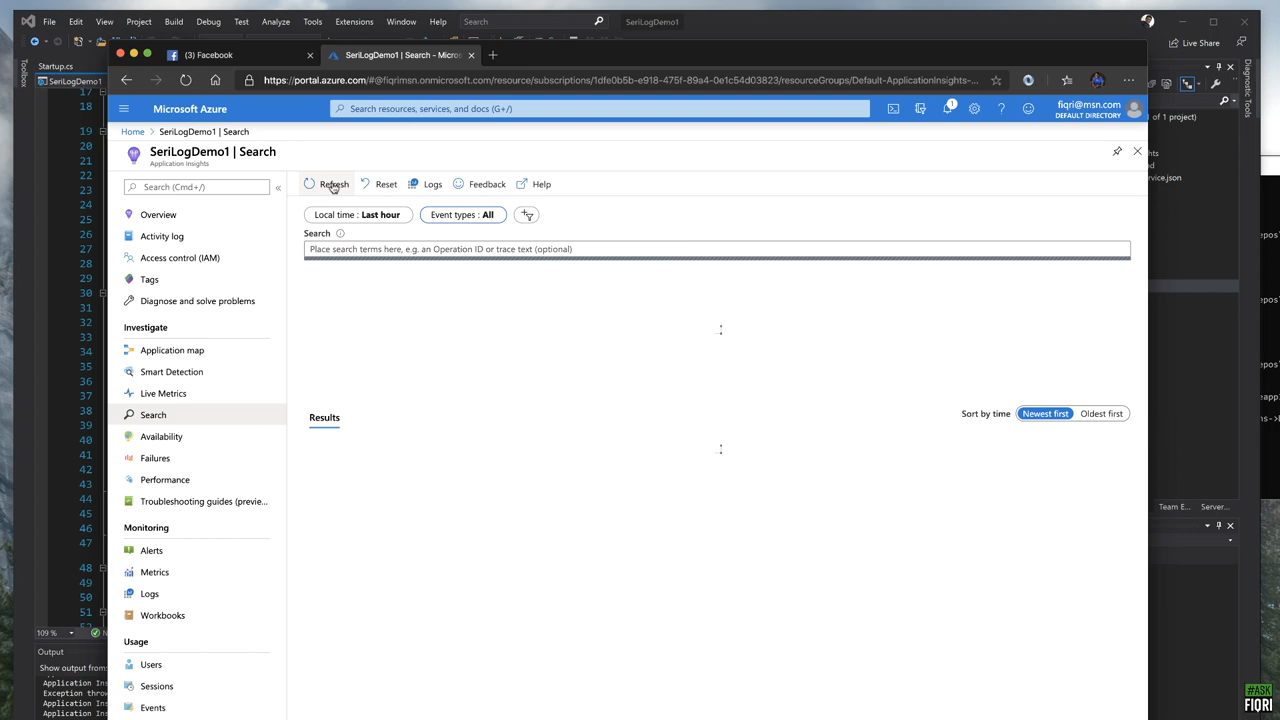 File Edit View Project Build Debug Test Analyze Tools Extensions Window Help Search SeriLogDemo1
Live Share
Startup.cs
SeriLogDemo1
(3) Facebook
SeriLogDemo1 | Search - Micros
https://portal.azure.com/#@fiqrimsn.onmicrosoft.com/resource/subscriptions/1dfe0b5b-e918-475f-89a4-0e1c54d2c02d/resourceGroups/Default-ApplicationInsights-...
Microsoft Azure
Search resources, services, and docs (G+/)
1
fiqri@msn.com
DEFAULT DIRECTORY
Home > SeriLogDemo1 | Search
SeriLogDemo1 | Search
Application Insights
Search (Cmd+/)
Refresh Reset Logs Feedback Help
Local time : Last hour
Event types : All
Search
Place search terms here, e.g. an Operation ID or trace text (optional)
Overview
Activity log
Access control (IAM)
Tags
Diagnose and solve problems
Investigate
Application map
Smart Detection
Live Metrics
Search
Availability
Failures
Performance
Troubleshooting guides (previe...
Monitoring
Alerts
Metrics
Logs
Workbooks
Usage
Users
Sessions
Events
Results
Sort by time Newest first Oldest first
Toolbox
17
18
19
20
21
22
23
24
25
26
27
28
29
30
31
32
33
34
35
36
37
38
39
40
41
42
43
44
45
46
47
48
49
50
51
109 %
Output
Show output from:
Application Ins
Exception throw
Application Ins
Application Ins
Diagnostic Tools
of 1 project)
Team E... Server...
#ASK
FIQRI